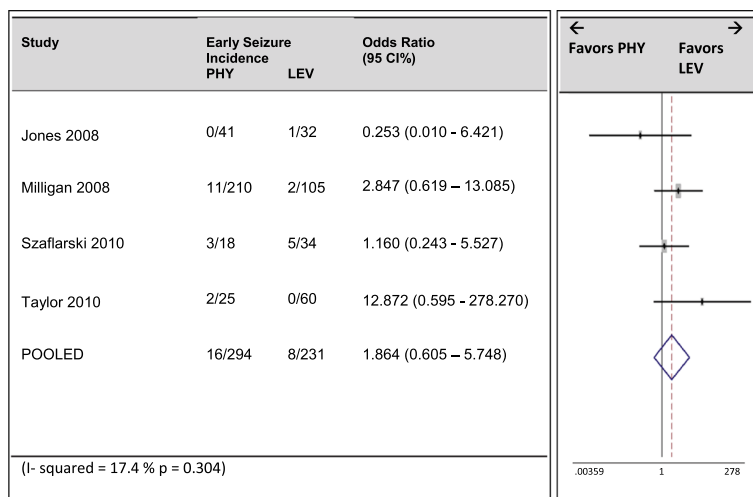 Study Early Seizure Incidence PHY LEV Odds Ratio (95 CI%)
Jones 2008 0/41 1/32 0.253 (0.010 - 6.421)
Milligan 2008 11/210 2/105 2.847 (0.619 – 13.085)
Szaflarski 2010 3/18 5/34 1.160 (0.243 - 5.527)
Taylor 2010 2/25 0/60 12.872 (0.595 - 278.270)
POOLED 16/294 8/231 1.864 (0.605 – 5.748)
(I- squared = 17.4 % p = 0.304)
← →
Favors PHY Favors
LEV
.00359 1 278